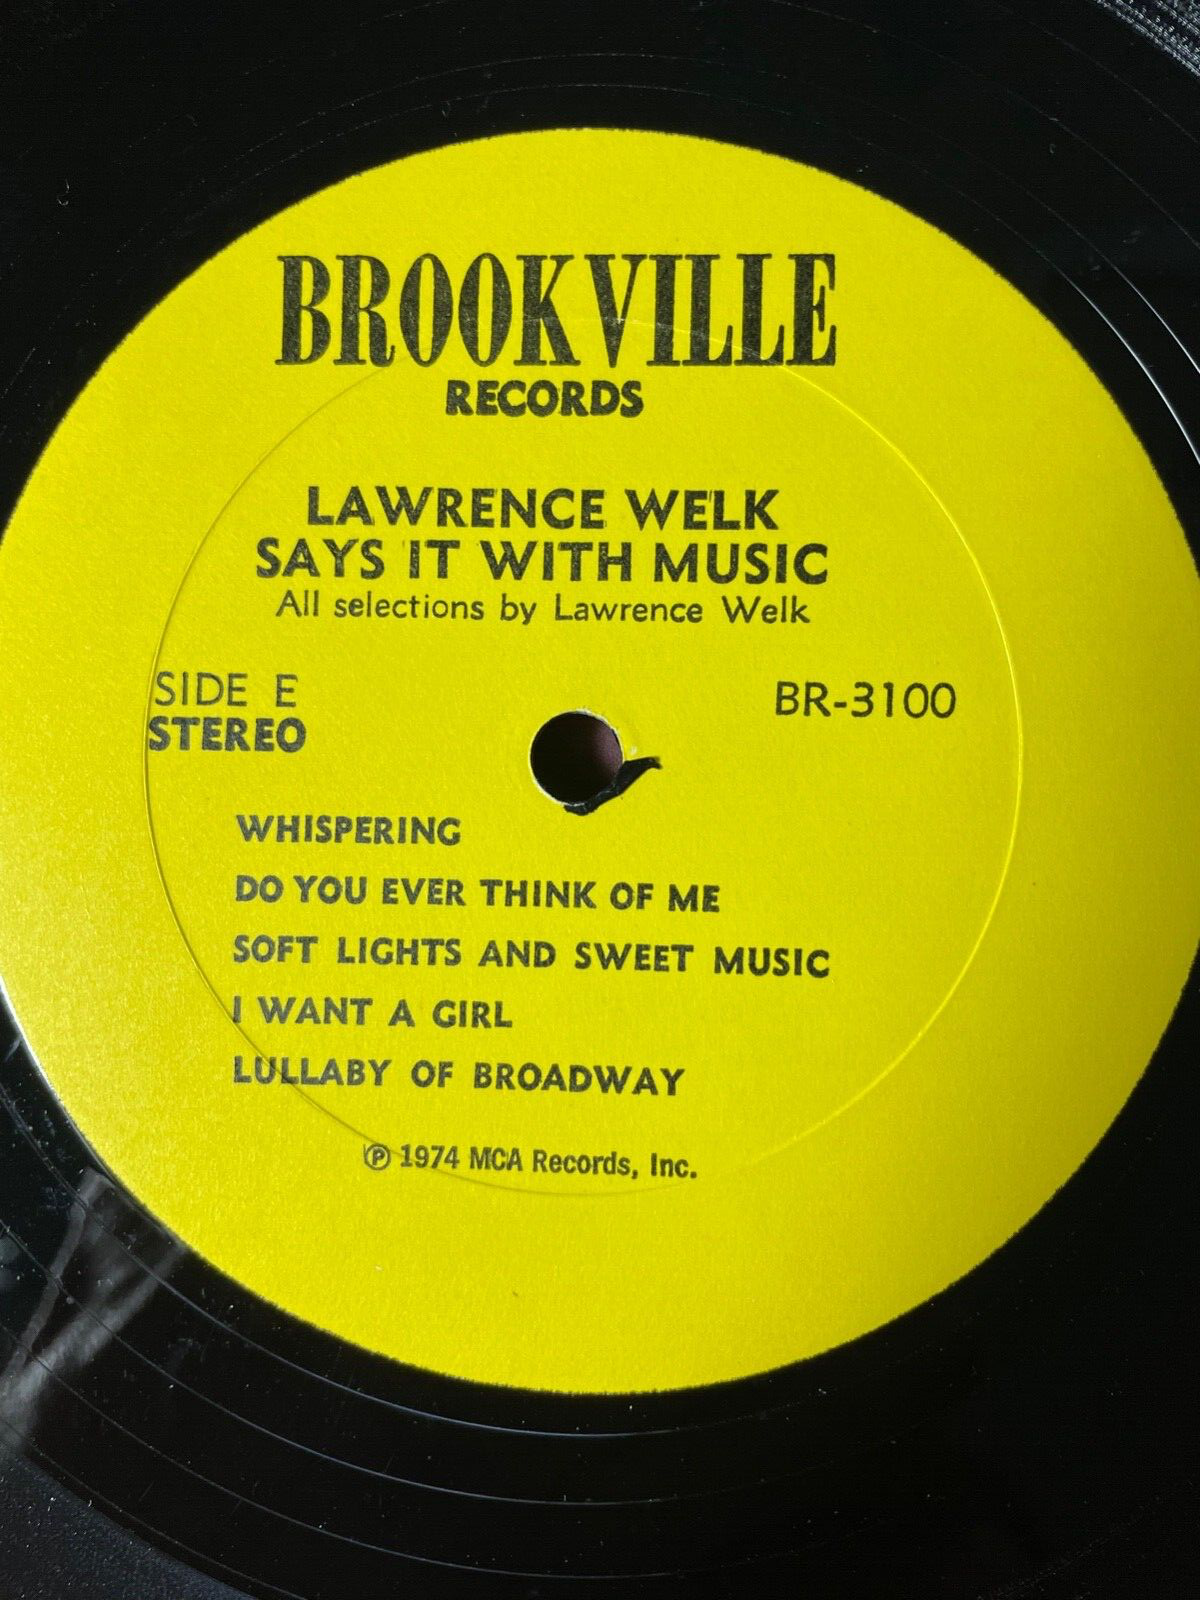 BROOKVILLE
RECORDS
LAWRENCE WELK
SAYS IT WITH MUSIC
All selections by Lawrence Welk
SIDE E
STEREO
BR-3100
WHISPERING
DO YOU EVER THINK OF ME
SOFT LIGHTS AND SWEET MUSIC
I WANT A GIRL
LULLABY OF BROADWAY
℗ 1974 MCA Records, Inc.